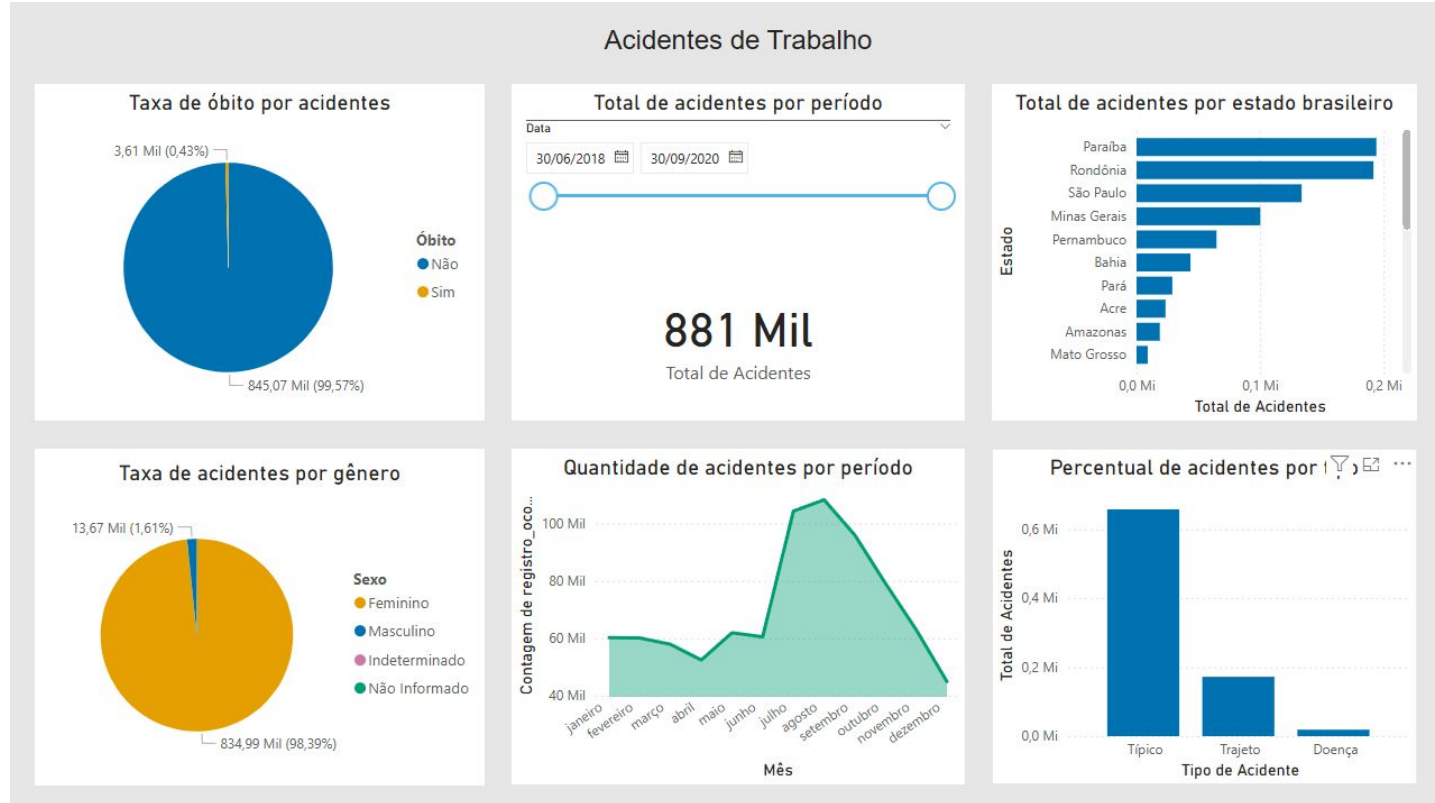 Acidentes de Trabalho
Taxa de óbito por acidentes
3,61 Mil (0,43%)
Óbito
Não
Sim
845,07 Mil (99,57%)
Total de acidentes por período
Data
30/06/2018
30/09/2020
881 Mil
Total de Acidentes
Total de acidentes por estado brasileiro
Estado
Paraíba
Rondônia
São Paulo
Minas Gerais
Pernambuco
Bahia
Pará
Acre
Amazonas
Mato Grosso
0,0 Mi 0,1 Mi 0,2 Mi
Total de Acidentes
Taxa de acidentes por gênero
13,67 Mil (1,61%)
Sexo
Feminino
Masculino
Indeterminado
Não Informado
834,99 Mil (98,39%)
Quantidade de acidentes por período
Contagem de registro_oco...
100 Mil
80 Mil
60 Mil
40 Mil
janeiro fevereiro março abril maio junho julho agosto setembro outubro novembro dezembro
Mês
Percentual de acidentes por
Total de Acidentes
0,6 Mi
0,4 Mi
0,2 Mi
0,0 Mi
Típico Trajeto Doença
Tipo de Acidente